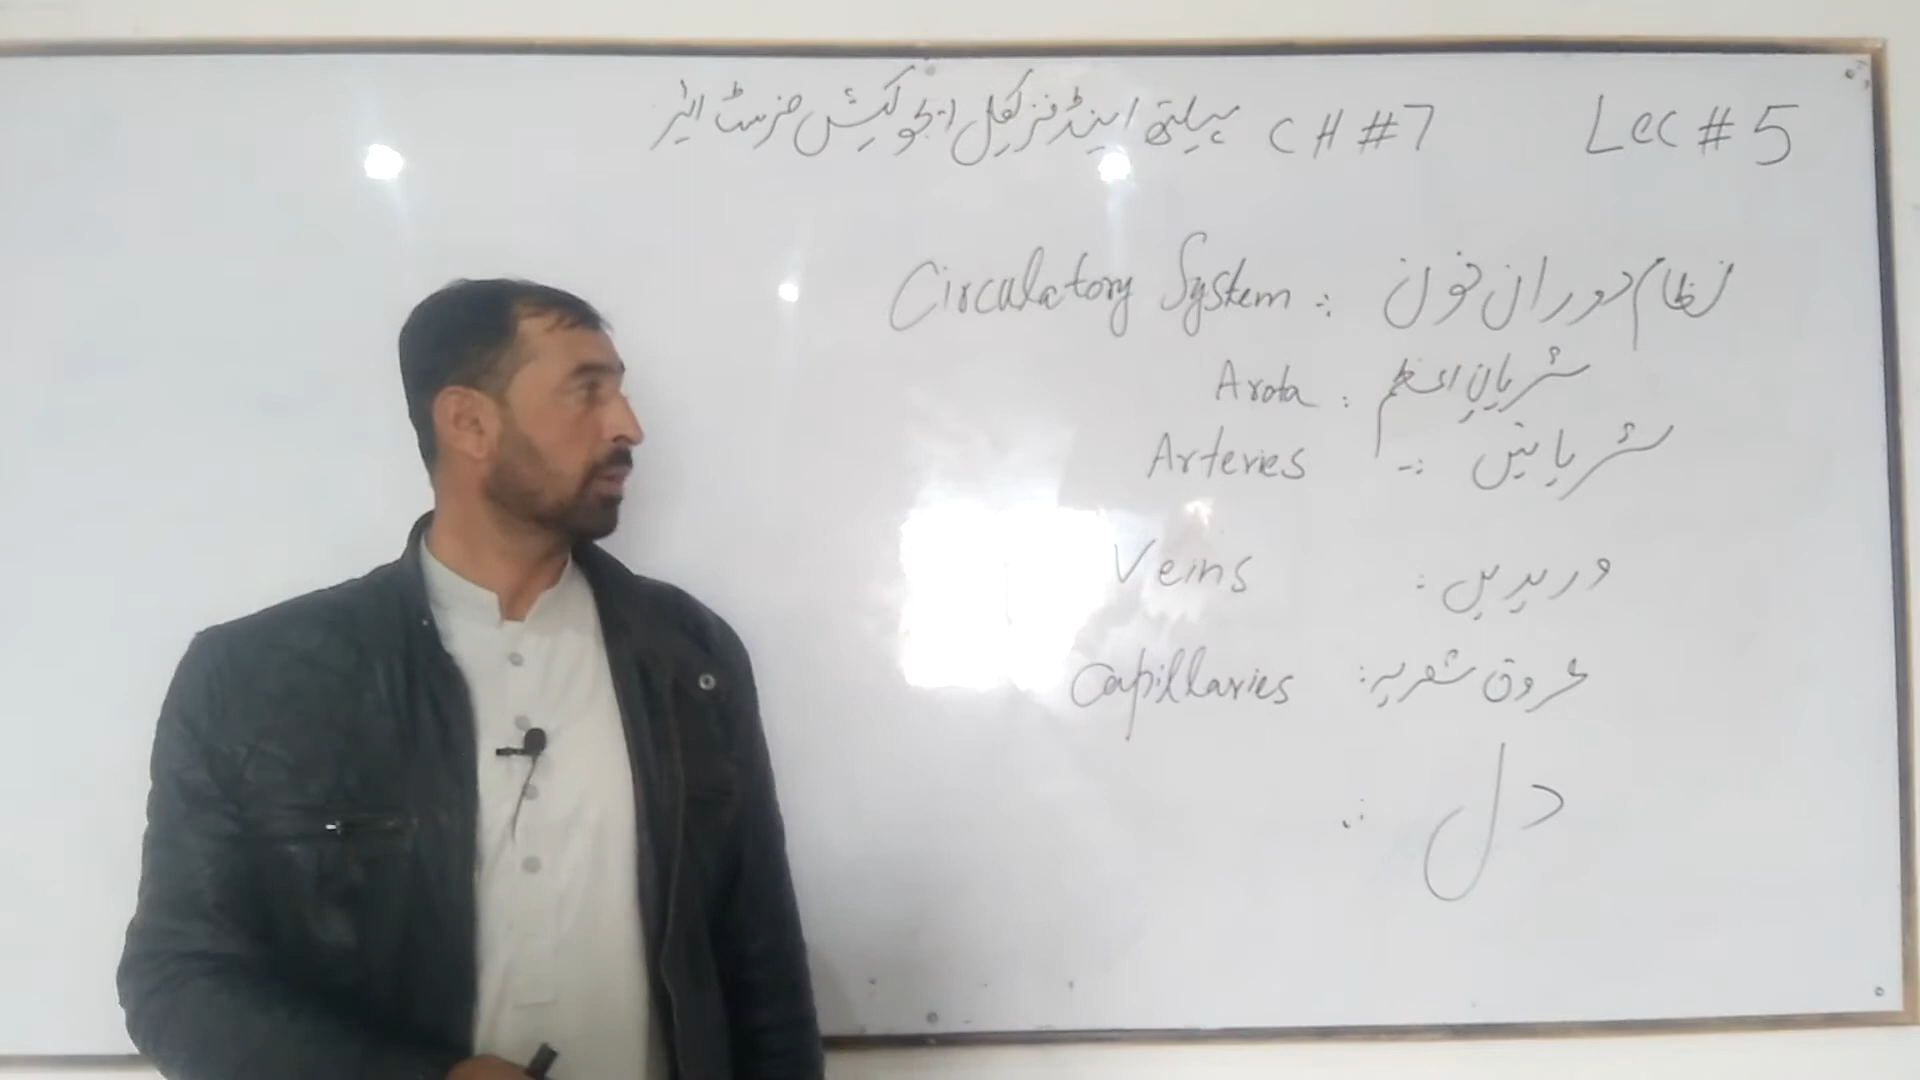 ہیلتھ اینڈ فزیکل ایجوکیشن فرسٹ ائیر CH #7 Lec # 5
Circulatory System : نظام دوران خون
Arota : شریانِ اعظم
Arteries :- شریانیں
Veins : وریدیں
Capillaries : عروق شعریہ
دل :